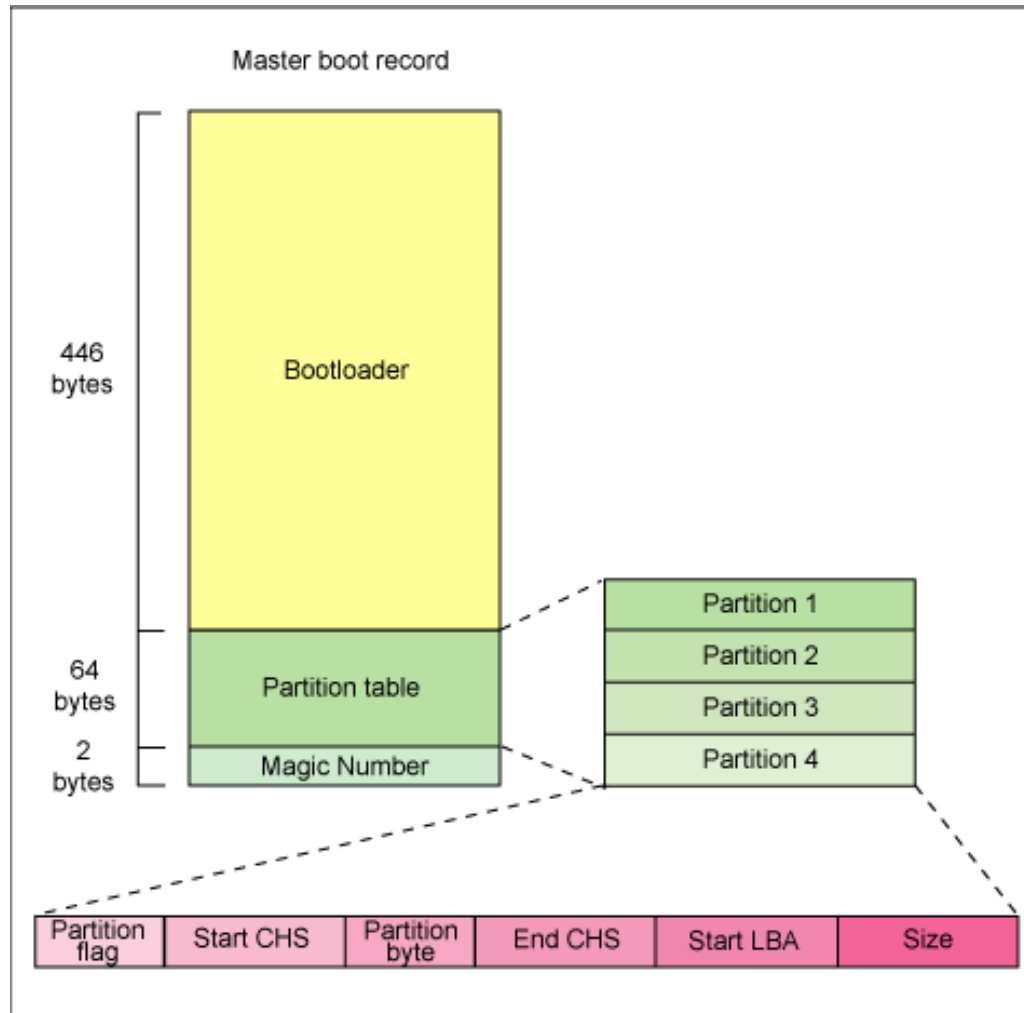 Master boot record
446
bytes
Bootloader
64
bytes
Partition table
2
bytes
Magic Number
Partition 1
Partition 2
Partition 3
Partition 4
Partition
flag
Start CHS
Partition
byte
End CHS
Start LBA
Size